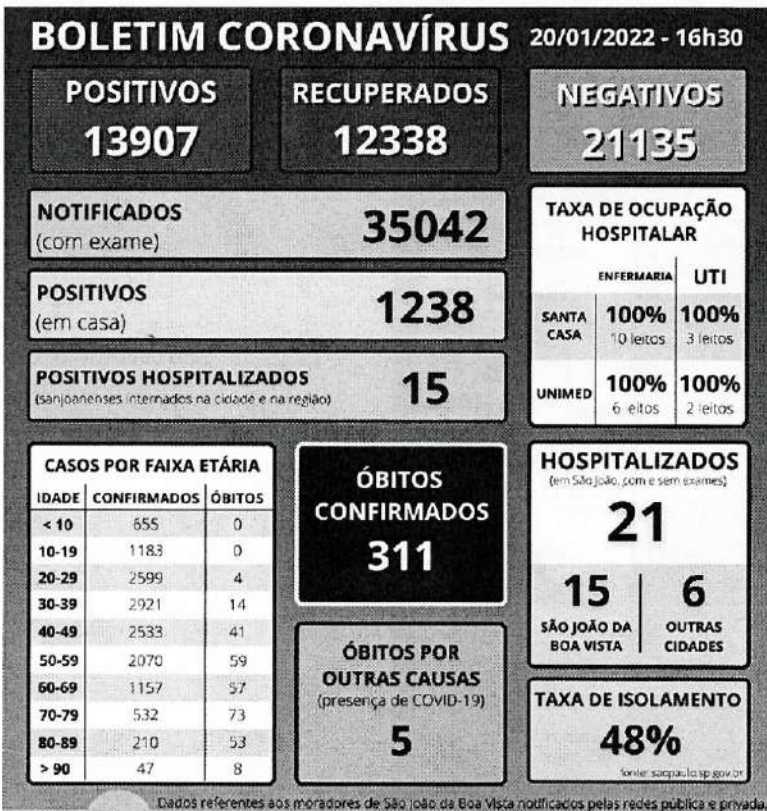 BOLETIM CORONAVÍRUS 20/01/2022 - 16h30
POSITIVOS
13907
RECUPERADOS
12338
NEGATIVOS
21135
NOTIFICADOS
(com exame)
35042
POSITIVOS
(em casa)
1238
POSITIVOS HOSPITALIZADOS
(sanjoanenses internados na cidade e na região)
15
TAXA DE OCUPAÇÃO
HOSPITALAR
ENFERMARIA UTI
SANTA
CASA
100% 100%
10 leitos 3 leitos
UNIMED
100% 100%
6 leitos 2 leitos
CASOS POR FAIXA ETÁRIA
IDADE CONFIRMADOS ÓBITOS
< 10 655 0
10-19 1183 0
20-29 2599 4
30-39 2921 14
40-49 2533 41
50-59 2070 59
60-69 1157 57
70-79 532 73
80-89 210 53
> 90 47 8
ÓBITOS
CONFIRMADOS
311
ÓBITOS POR
OUTRAS CAUSAS
(presença de COVID-19)
5
HOSPITALIZADOS
(em São João, com e sem exames)
21
15
SÃO JOÃO DA
BOA VISTA
6
OUTRAS
CIDADES
TAXA DE ISOLAMENTO
48%
fonte: saopaulo.sp.gov.br
Dados referentes aos moradores de São João da Boa Vista notificados pelas redes pública e privada